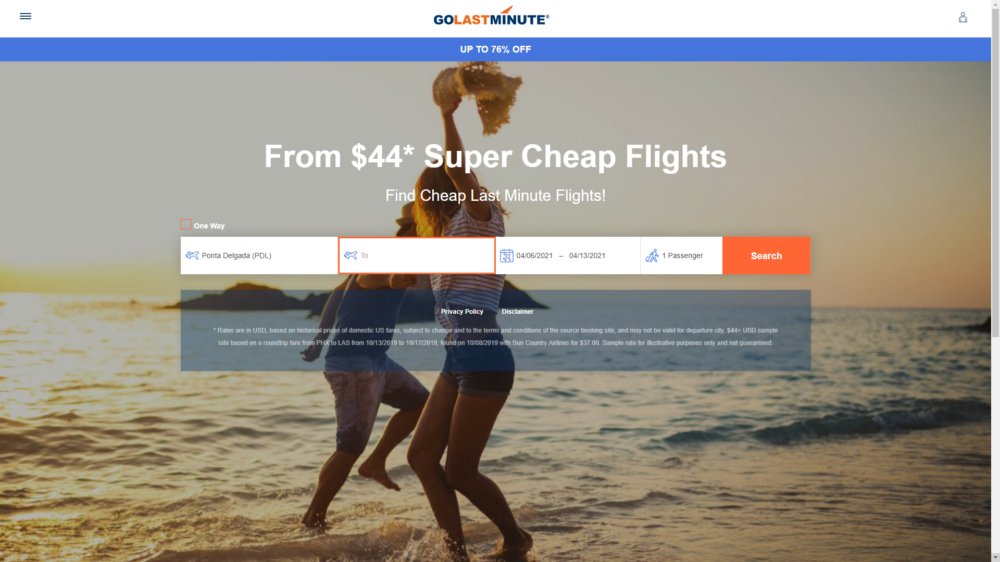 GOLASTMINUTE®
UP TO 76% OFF
From $44* Super Cheap Flights
Find Cheap Last Minute Flights!
One Way
Ponta Delgada (PDL)
To
04/06/2021 – 04/13/2021
1 Passenger
Search
Privacy Policy Disclaimer
* Rates are in USD, based on historical prices of domestic US fares, subject to change and to the terms and conditions of the source booking site, and may not be valid for departure city. $44+ USD sample
rate based on a roundtrip fare from PHX to LAS from 10/13/2019 to 10/17/2019, found on 10/08/2019 with Sun Country Airlines for $37.00. Sample rate for illustrative purposes only and not guaranteed.